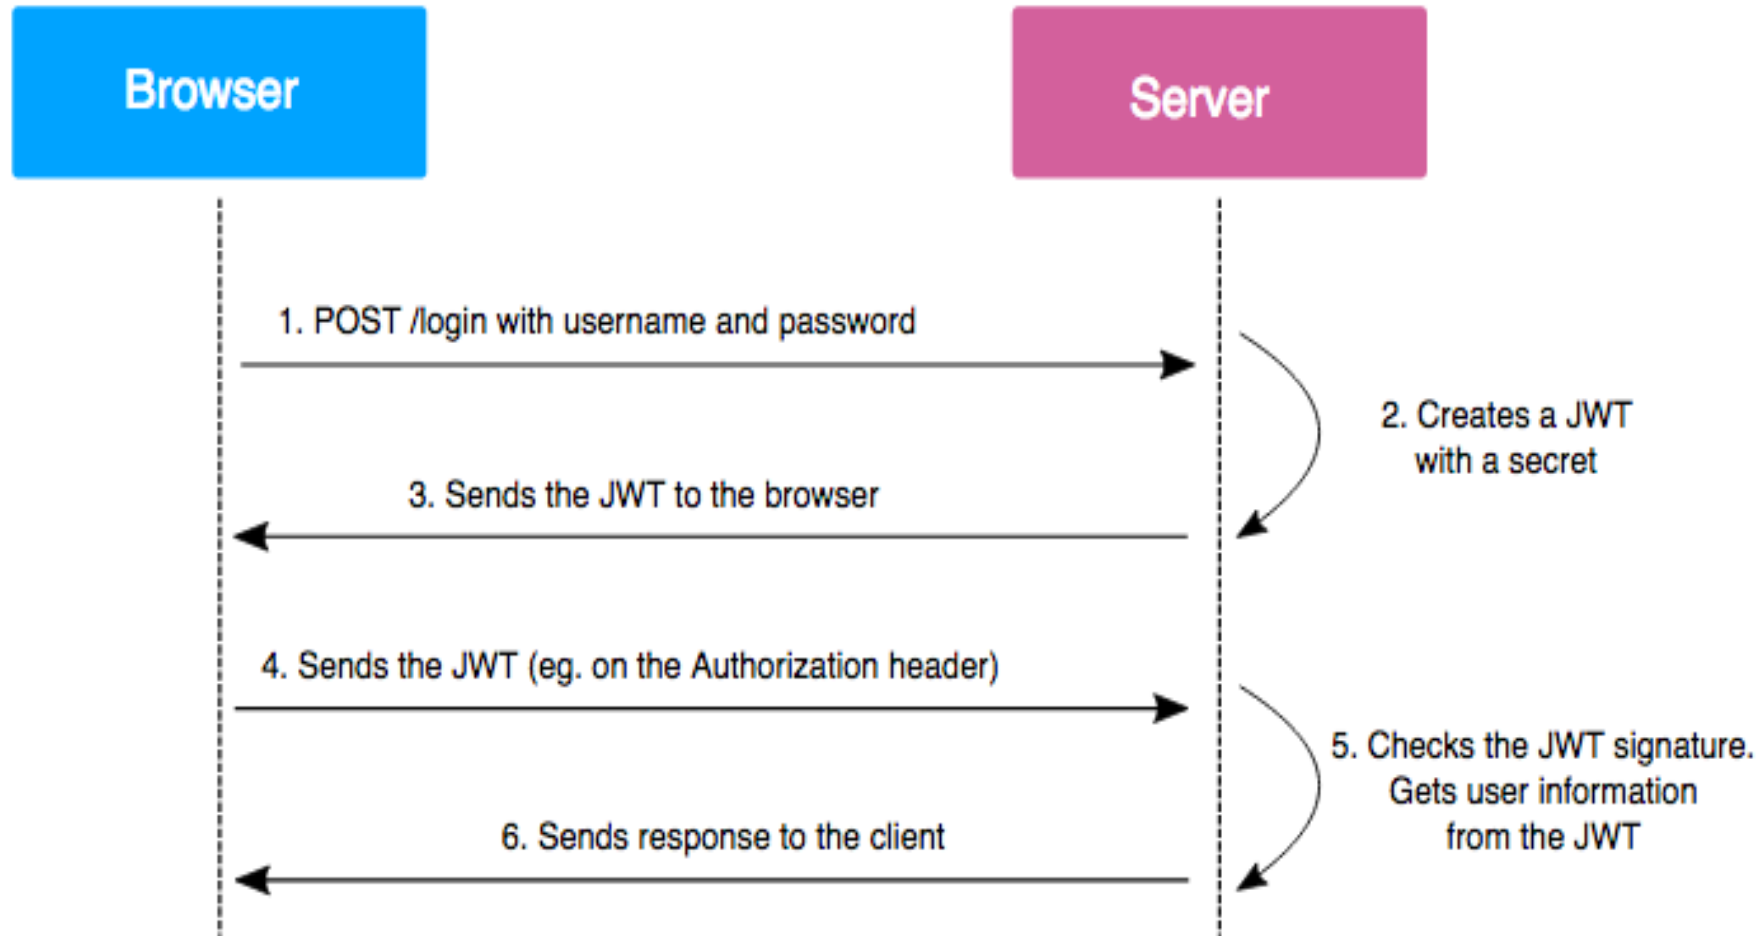 Browser
Server
1. POST /login with username and password
2. Creates a JWT
with a secret
3. Sends the JWT to the browser
4. Sends the JWT (eg. on the Authorization header)
5. Checks the JWT signature.
Gets user information
from the JWT
6. Sends response to the client